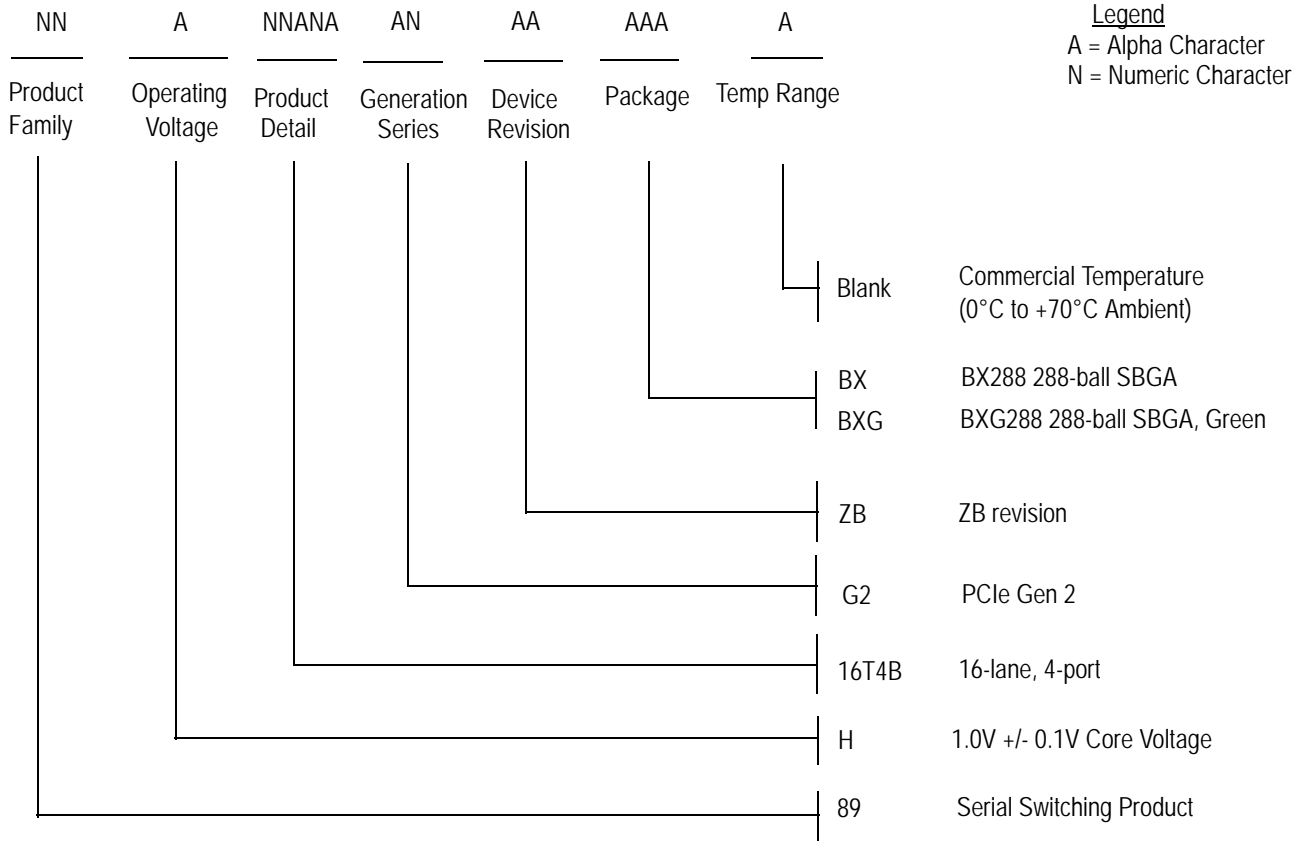 NN A NNANA AN AA AAA A
Legend
A = Alpha Character
N = Numeric Character
Product Family
Operating Voltage
Product Detail
Generation Series
Device Revision
Package
Temp Range
Blank Commercial Temperature
(0°C to +70°C Ambient)
BX BX288 288-ball SBGA
BXG BXG288 288-ball SBGA, Green
ZB ZB revision
G2 PCIe Gen 2
16T4B 16-lane, 4-port
H 1.0V +/- 0.1V Core Voltage
89 Serial Switching Product